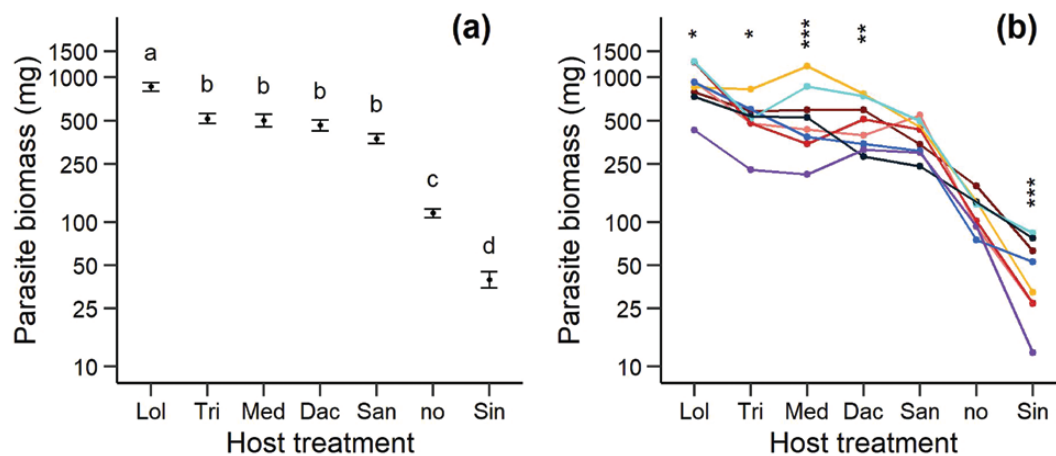 (a)
Parasite biomass (mg)
1500
1000
500
250
100
50
25
10
a
b
b
b
b
c
d
Lol Tri Med Dac San no Sin
Host treatment
(b)
Parasite biomass (mg)
1500
1000
500
250
100
50
25
10
* * *** ** ***
Lol Tri Med Dac San no Sin
Host treatment